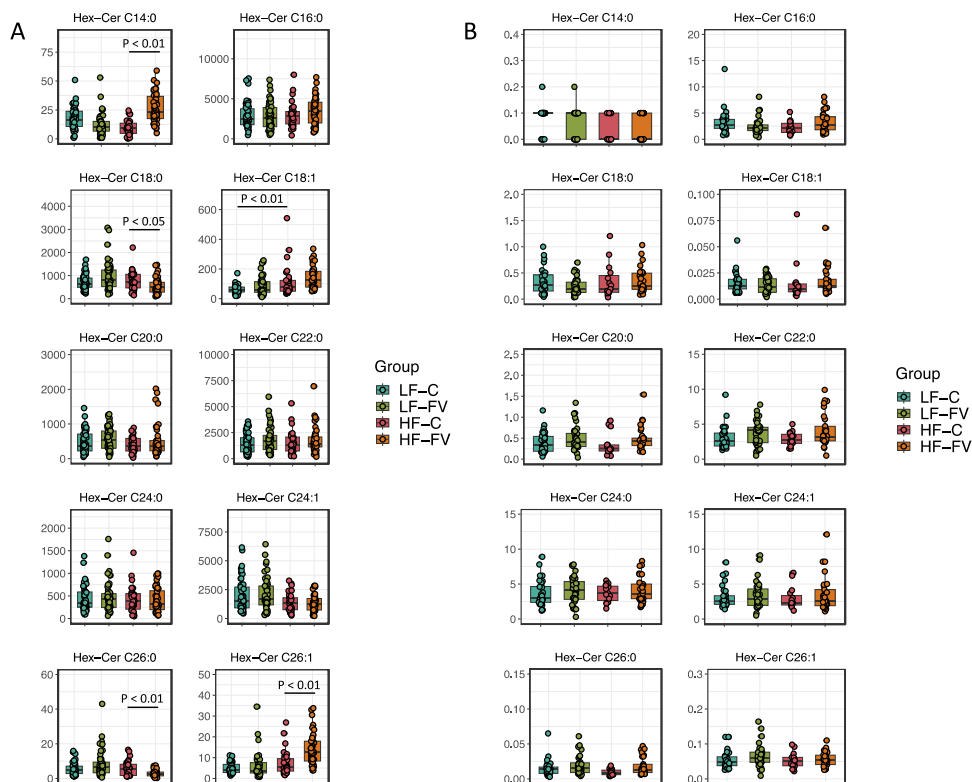 A
Hex−Cer C14:0
75
50
25
0
P < 0.01
Hex−Cer C16:0
10000
5000
0
Hex−Cer C18:0
4000
3000
2000
1000
0
P < 0.05
Hex−Cer C18:1
600
400
200
0
P < 0.01
Hex−Cer C20:0
3000
2000
1000
0
Hex−Cer C22:0
10000
7500
5000
2500
0
Hex−Cer C24:0
2000
1500
1000
500
0
Hex−Cer C24:1
7500
5000
2500
0
Hex−Cer C26:0
60
40
20
0
P < 0.01
Hex−Cer C26:1
50
40
30
20
10
0
P < 0.01
Group
LF−C
LF−FV
HF−C
HF−FV
B
Hex−Cer C14:0
0.4
0.3
0.2
0.1
0.0
Hex−Cer C16:0
20
15
10
5
0
Hex−Cer C18:0
2.0
1.5
1.0
0.5
0.0
Hex−Cer C18:1
0.100
0.075
0.050
0.025
0.000
Hex−Cer C20:0
2.5
2.0
1.5
1.0
0.5
0.0
Hex−Cer C22:0
15
10
5
0
Hex−Cer C24:0
15
10
5
0
Hex−Cer C24:1
15
10
5
0
Hex−Cer C26:0
0.15
0.10
0.05
0.00
Hex−Cer C26:1
0.3
0.2
0.1
0.0
Group
LF−C
LF−FV
HF−C
HF−FV